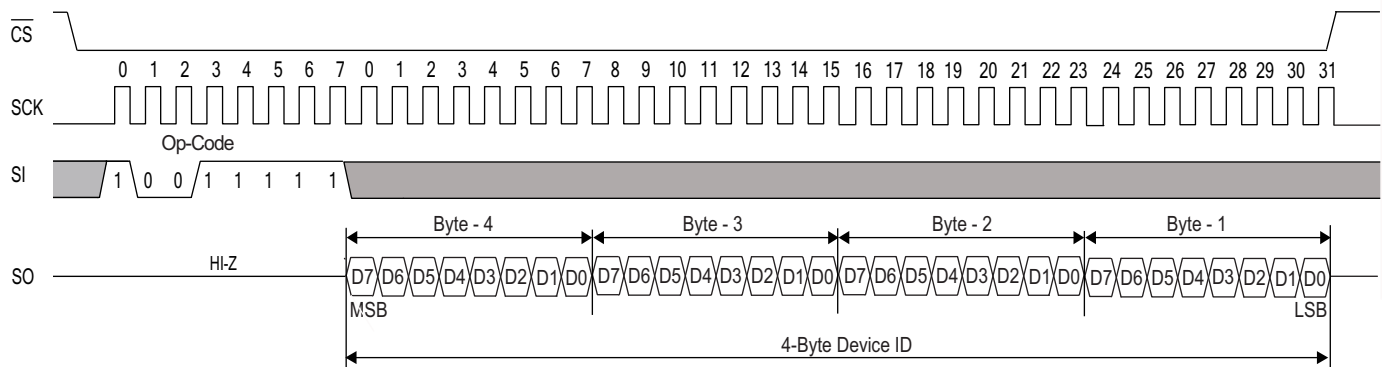 CS
0 1 2 3 4 5 6 7 0 1 2 3 4 5 6 7 8 9 10 11 12 13 14 15 16 17 18 19 20 21 22 23 24 25 26 27 28 29 30 31
SCK
Op-Code
SI 1 0 0 1 1 1 1 1
Byte - 4 Byte - 3 Byte - 2 Byte - 1
HI-Z
SO D7 D6 D5 D4 D3 D2 D1 D0 D7 D6 D5 D4 D3 D2 D1 D0 D7 D6 D5 D4 D3 D2 D1 D0 D7 D6 D5 D4 D3 D2 D1 D0
MSB LSB
4-Byte Device ID